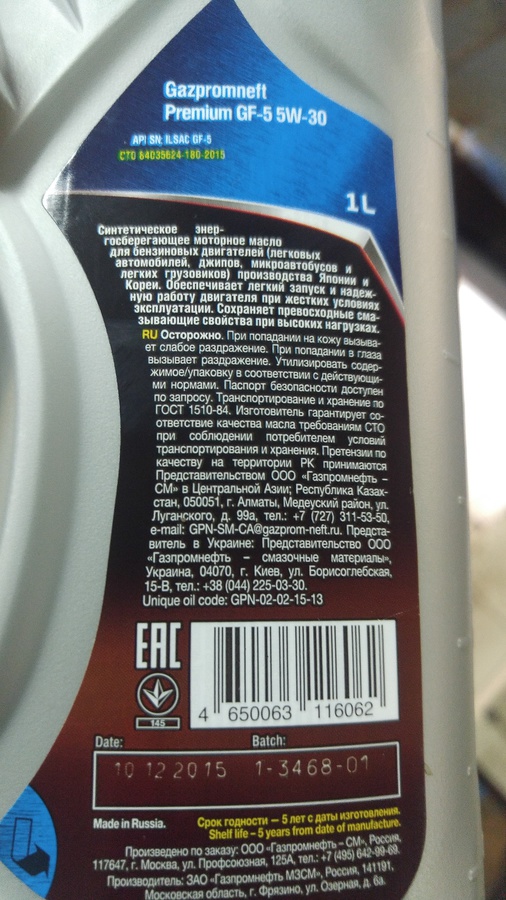 Gazpromneft
Premium GF-5 5W-30
API SN; ILSAC GF-5
СТО 84035624-180-2015
1L
Синтетическое энер-
госберегающее моторное масло
для бензиновых двигателей (легковых
автомобилей, джипов, микроавтобусов и
легких грузовиков) производства Японии и
Кореи. Обеспечивает легкий запуск и надеж-
ную работу двигателя при жестких условиях
эксплуатации. Сохраняет превосходные сма-
зывающие свойства при высоких нагрузках.
RU Осторожно. При попадании на кожу вызыва-
ет слабое раздражение. При попадании в глаза
вызывает раздражение. Утилизировать содер-
жимое/упаковку в соответствии с действующи-
ми нормами. Паспорт безопасности доступен
по запросу. Транспортирование и хранение по
ГОСТ 1510-84. Изготовитель гарантирует со-
ответствие качества масла требованиям СТО
при соблюдении потребителем условий
транспортирования и хранения. Претензии по
качеству на территории РК принимаются
Представительством ООО «Газпромнефть –
СМ» в Центральной Азии; Республика Казах-
стан, 050051, г. Алматы, Медеуский район, ул.
Луганского, д. 99а, тел.: +7 (727) 311-53-50,
e-mail: GPN-SM-CA@gazprom-neft.ru. Предста-
витель в Украине: Представительство ООО
«Газпромнефть – смазочные материалы»,
Украина, 04070, г. Киев, ул. Борисоглебская,
15-В, тел.: +38 (044) 225-03-30.
Unique oil code: GPN-02-02-15-13
EAC
145
4 650063 116062
Date: Batch:
10 12 2015 1-3468-01
Made in Russia.
Срок годности — 5 лет с даты изготовления.
Shelf life – 5 years from date of manufacture.
Произведено по заказу: ООО «Газпромнефть – СМ», Россия,
117647, г. Москва, ул. Профсоюзная, 125А, тел.: +7 (495) 642-99-69.
Производитель: ЗАО «Газпромнефть МЗСМ», Россия, 141191,
Московская область, г. Фрязино, ул. Озерная, д. 6а.